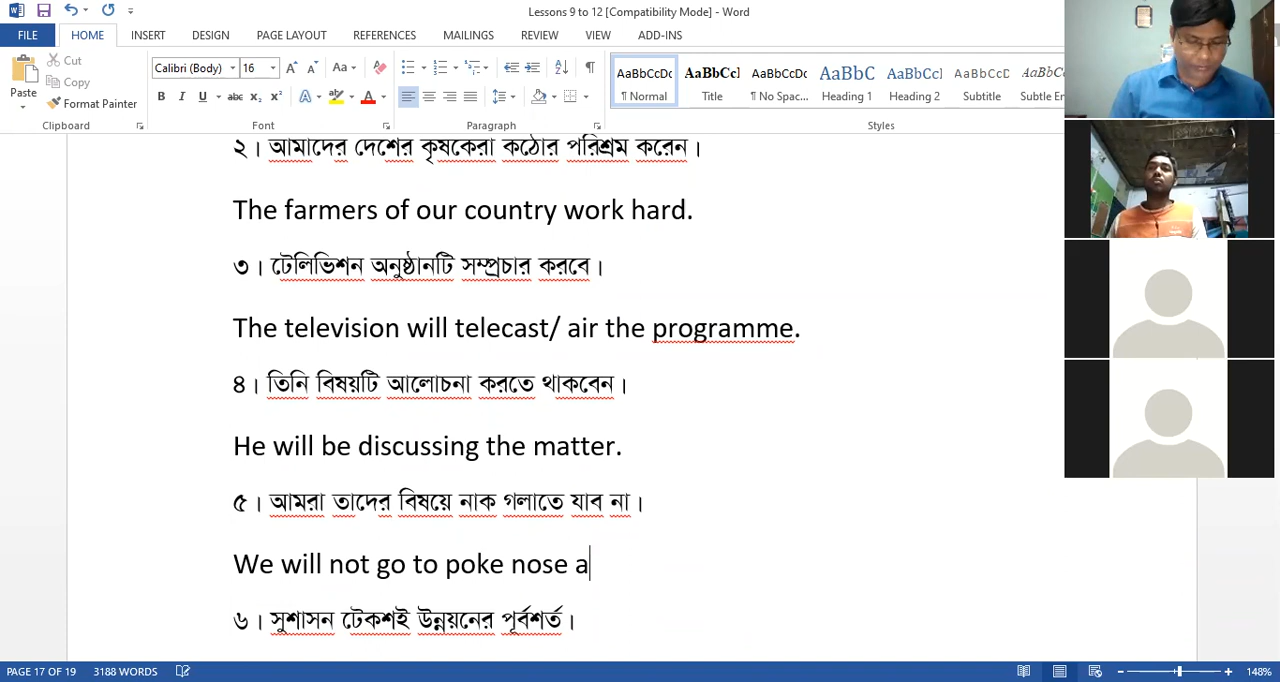 Lessons 9 to 12 [Compatibility Mode] - Word
FILE HOME INSERT DESIGN PAGE LAYOUT REFERENCES MAILINGS REVIEW VIEW ADD-INS
Cut
Copy
Format Painter
Paste
Calibri (Body) 16
AaBbCcDc AaBbCcI AaBbCcDc AaBbC AaBbCcI AaBbCcDc AaBbCcDc
¶ Normal Title ¶ No Spac... Heading 1 Heading 2 Subtitle Subtle En
Clipboard Font Paragraph Styles
২। আমাদের দেশের কৃষকেরা কঠোর পরিশ্রম করেন।
The farmers of our country work hard.
৩। টেলিভিশন অনুষ্ঠানটি সম্প্রচার করবে।
The television will telecast/ air the programme.
৪। তিনি বিষয়টি আলোচনা করতে থাকবেন।
He will be discussing the matter.
৫। আমরা তাদের বিষয়ে নাক গলাতে যাব না।
We will not go to poke nose a
৬। সুশাসন টেকশই উন্নয়নের পূর্বশর্ত।
PAGE 17 OF 19 3188 WORDS 148%